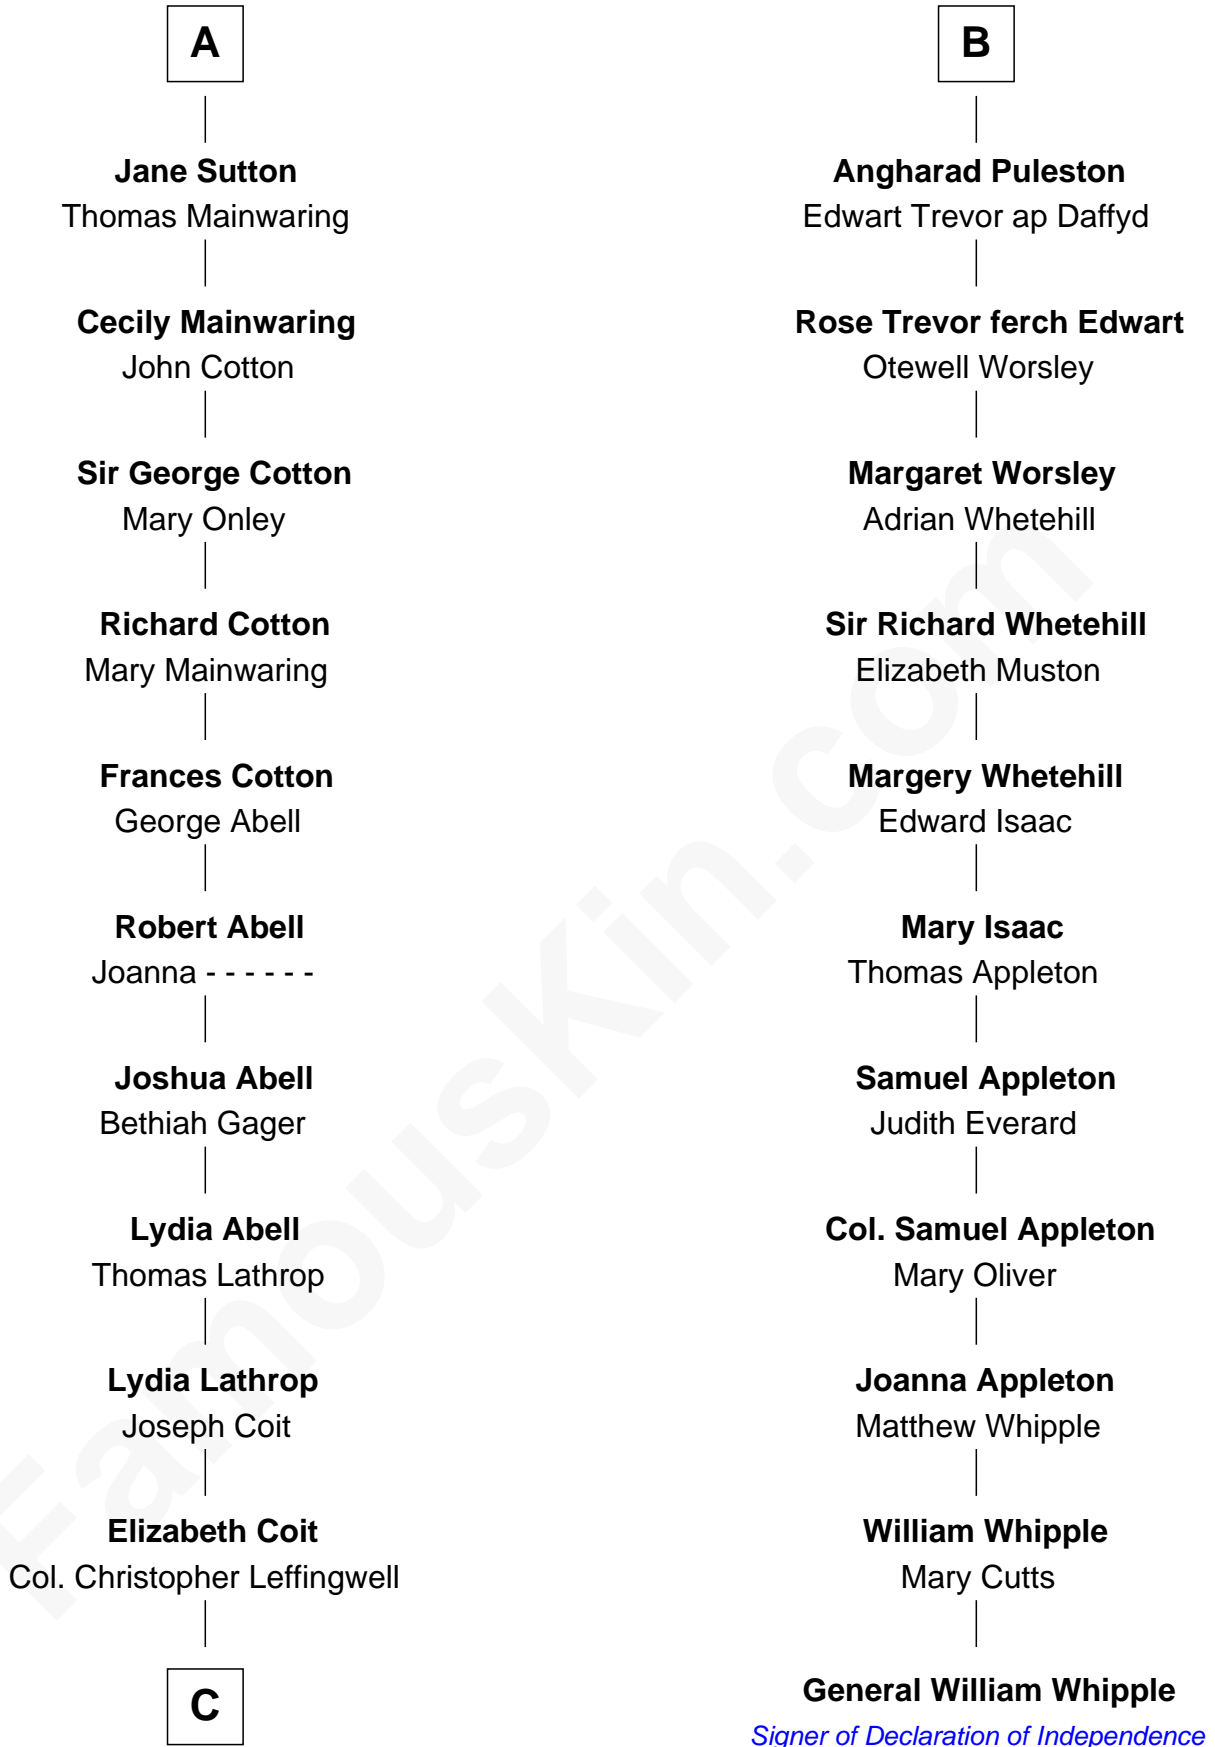 A
Jane Sutton
Thomas Mainwaring
Cecily Mainwaring
John Cotton
Sir George Cotton
Mary Onley
Richard Cotton
Mary Mainwaring
Frances Cotton
George Abell
Robert Abell
Joanna - - - - - -
Joshua Abell
Bethiah Gager
Lydia Abell
Thomas Lathrop
Lydia Lathrop
Joseph Coit
Elizabeth Coit
Col. Christopher Leffingwell
C
B
Angharad Puleston
Edwart Trevor ap Daffyd
Rose Trevor ferch Edwart
Otewell Worsley
Margaret Worsley
Adrian Whetehill
Sir Richard Whetehill
Elizabeth Muston
Margery Whetehill
Edward Isaac
Mary Isaac
Thomas Appleton
Samuel Appleton
Judith Everard
Col. Samuel Appleton
Mary Oliver
Joanna Appleton
Matthew Whipple
William Whipple
Mary Cutts
General William Whipple
Signer of Declaration of Independence
FamousKin.com